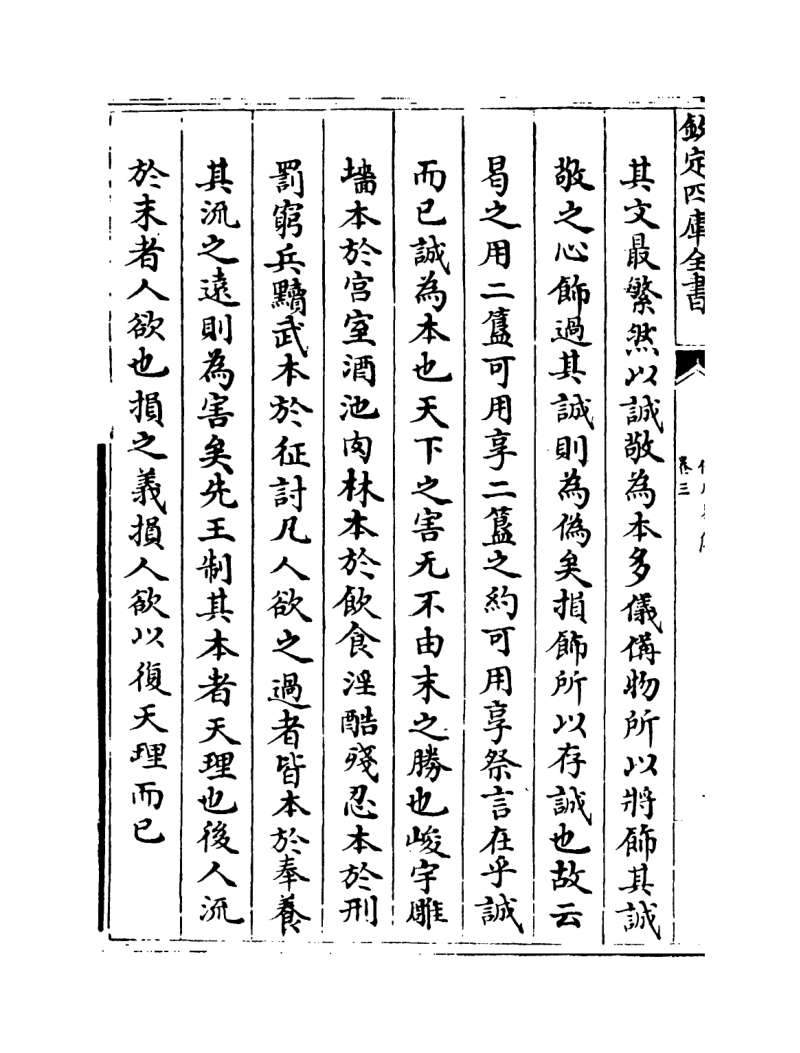 欽定四庫全書
卷三
其文最繁然以誠敬為本多儀備物所以將飾其誠
敬之心飾過其誠則為偽矣損飾所以存誠也故云
曷之用二簋可用享二簋之約可用享祭言在乎誠
而已誠為本也天下之害无不由末之勝也峻宇雕
墻本於宫室酒池肉林本於飲食淫酷殘忍本於刑
罰窮兵黷武本於征討凡人欲之過者皆本於奉養
其流之遠則為害矣先王制其本者天理也後人流
於末者人欲也損之義損人欲以復天理而已